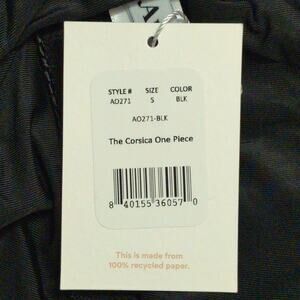 STYLE # SIZE COLOR
AO271 S BLK
AO271-BLK
The Corsica One Piece
8 40155 36057 0
This is made from
100% recycled paper.